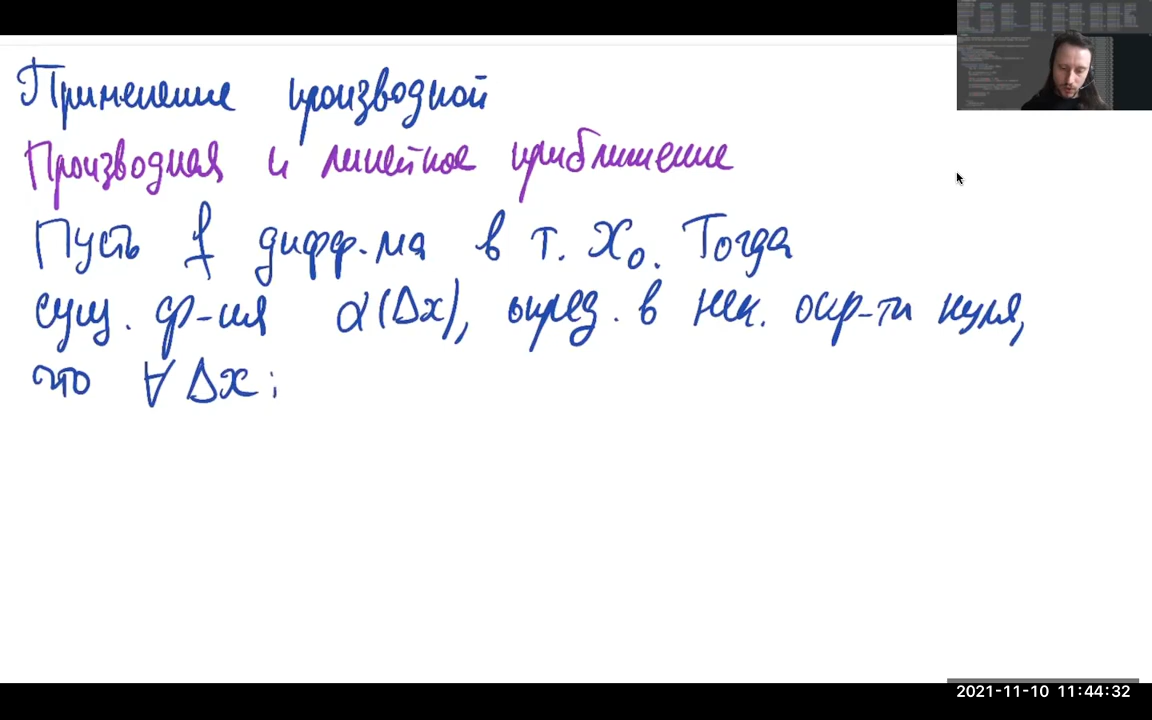 Применение производной
Производная и линейное приближение
Пусть f дифф-ма в т. x₀. Тогда
сущ. ф-ия α(Δx), опред. в нек. окр-ти нуля,
что ∀ Δx:
2021-11-10 11:44:32